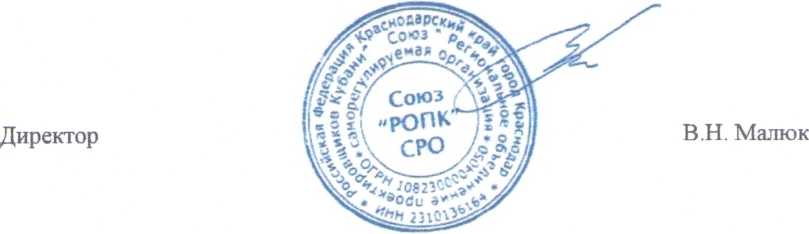 Директор
* Российская Федерация Краснодарский край город Краснодар
* ИНН 2310136164 *
Союз "Региональное объединение проектировщиков Кубани"
саморегулируемая организация
* ОГРН 1082300004050 *
Союз
"РОПК"
СРО
В.Н. Малюк